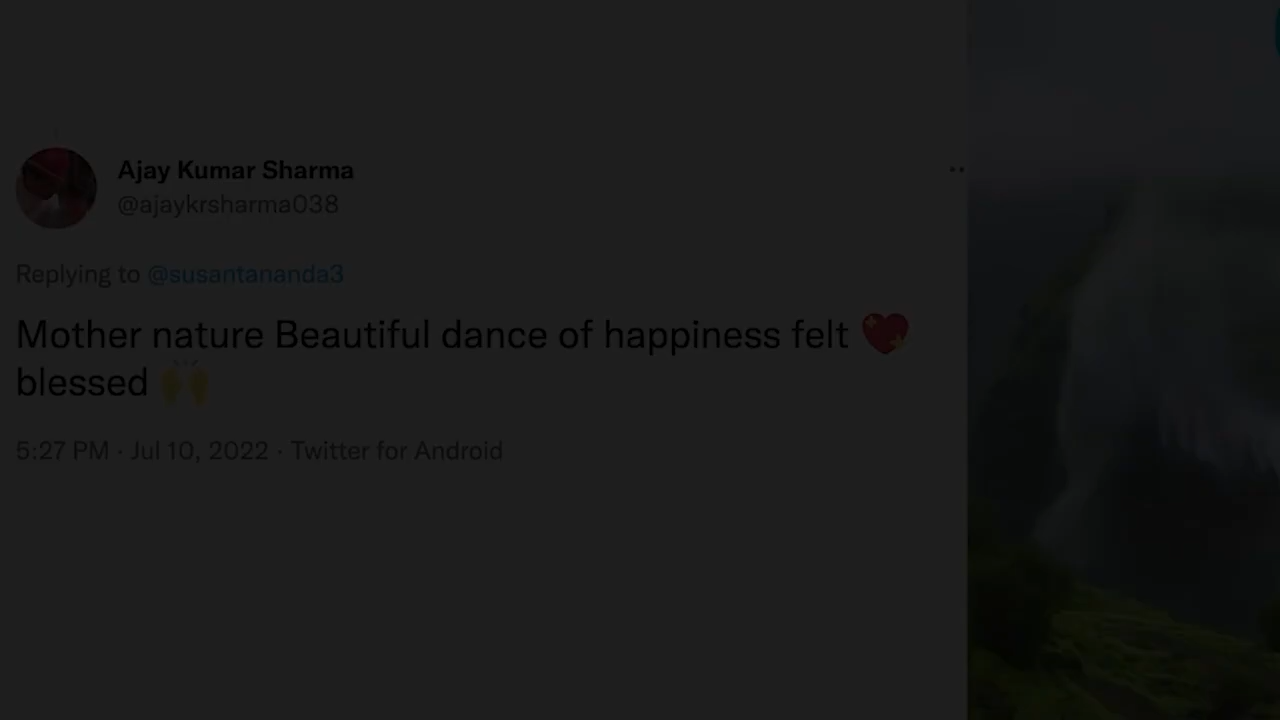 Ajay Kumar Sharma
@ajaykrsharma038
Replying to @susantananda3
Mother nature Beautiful dance of happiness felt 💖
blessed 🙌
5:27 PM · Jul 10, 2022 · Twitter for Android